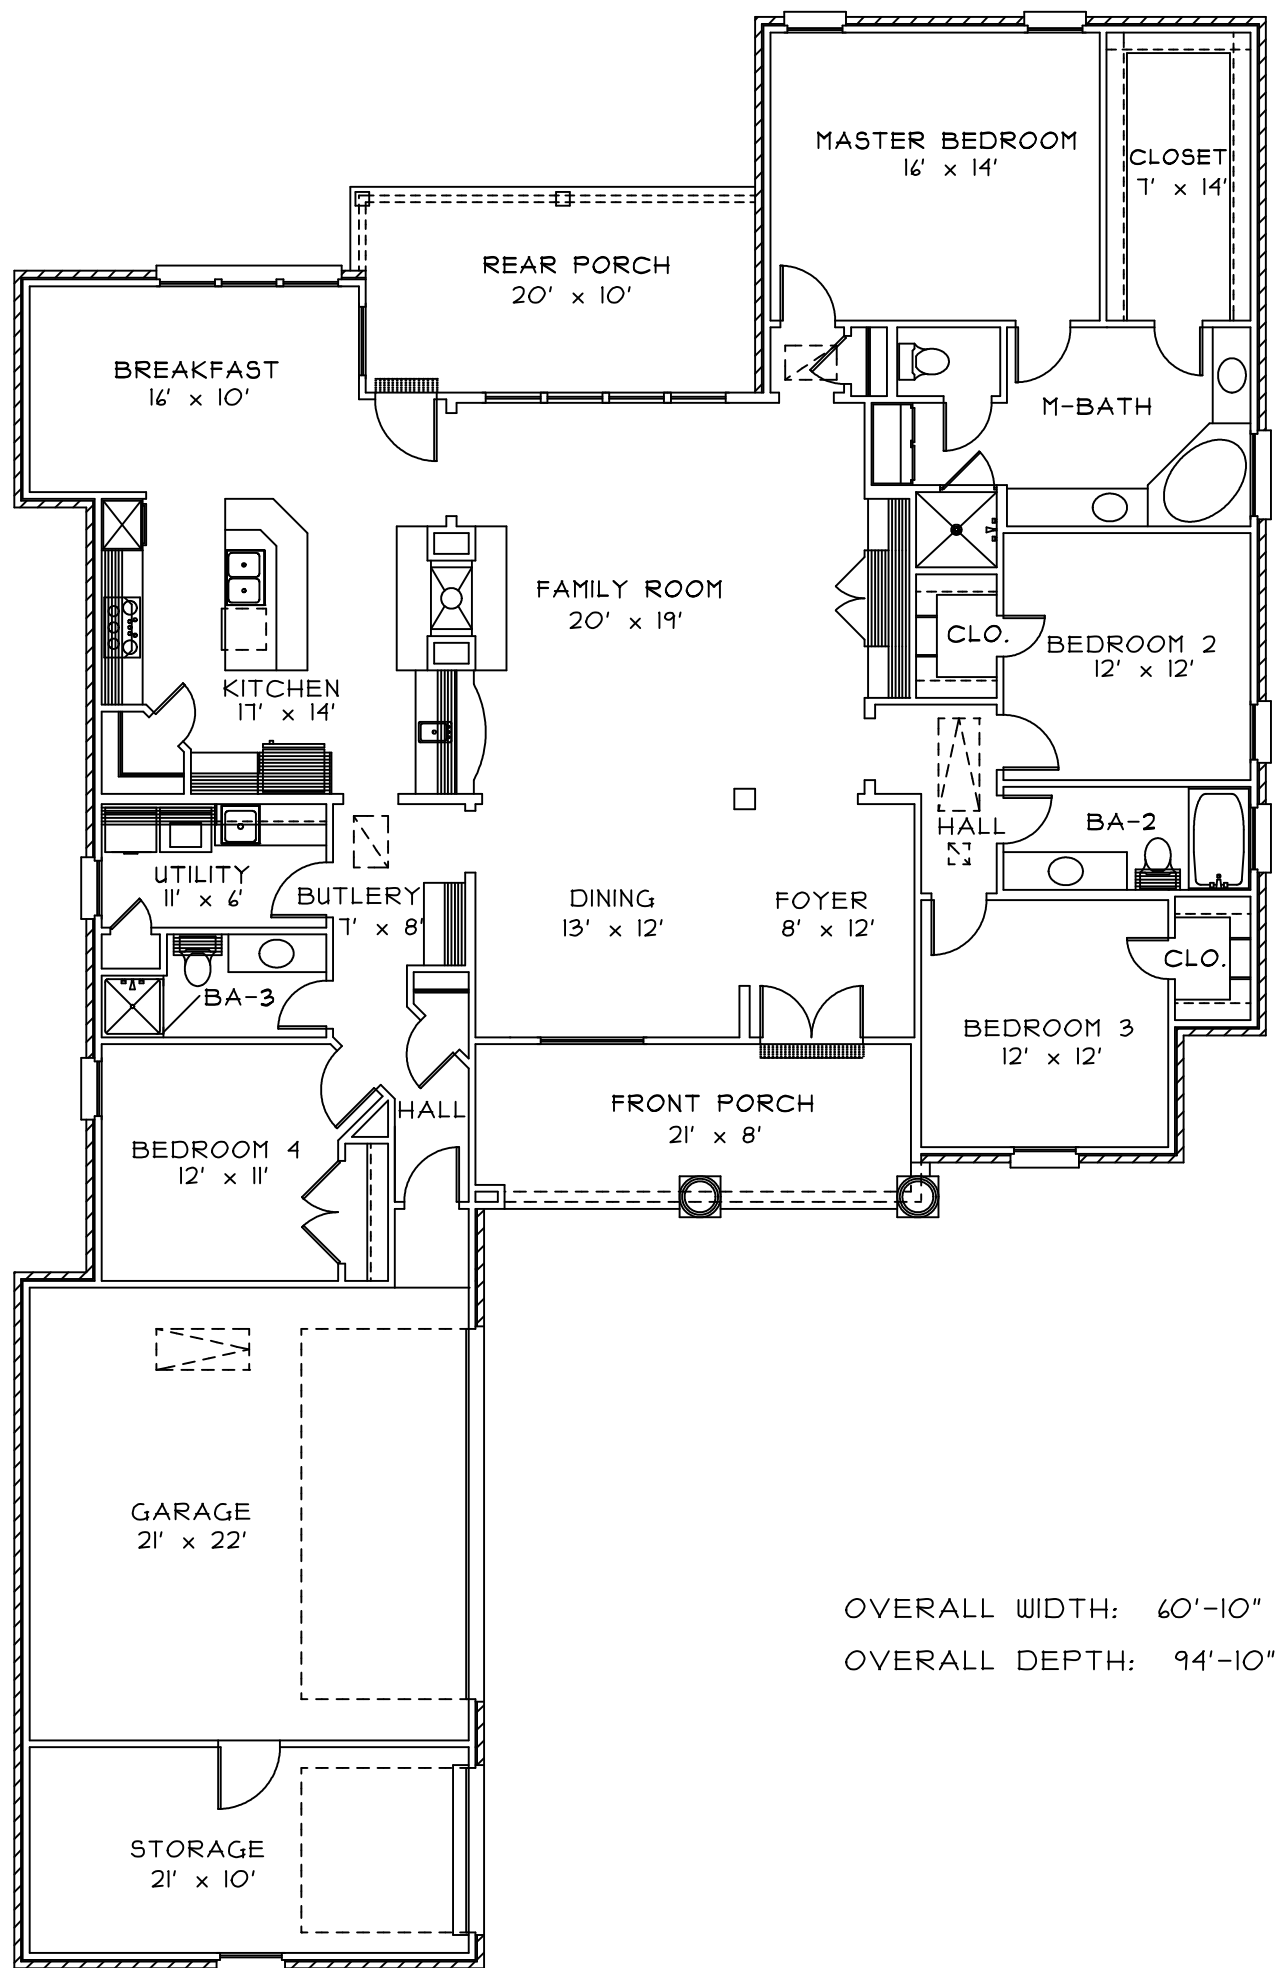 MASTER BEDROOM
16' x 14'
CLOSET
7' x 14'
REAR PORCH
20' x 10'
BREAKFAST
16' x 10'
M-BATH
FAMILY ROOM
20' x 19'
CLO.
BEDROOM 2
12' x 12'
KITCHEN
17' x 14'
HALL
BA-2
UTILITY
11' x 6'
BUTLERY
7' x 8'
DINING
13' x 12'
FOYER
8' x 12'
CLO.
BA-3
BEDROOM 3
12' x 12'
HALL
FRONT PORCH
21' x 8'
BEDROOM 4
12' x 11'
GARAGE
21' x 22'
OVERALL WIDTH: 60'-10"
OVERALL DEPTH: 94'-10"
STORAGE
21' x 10'